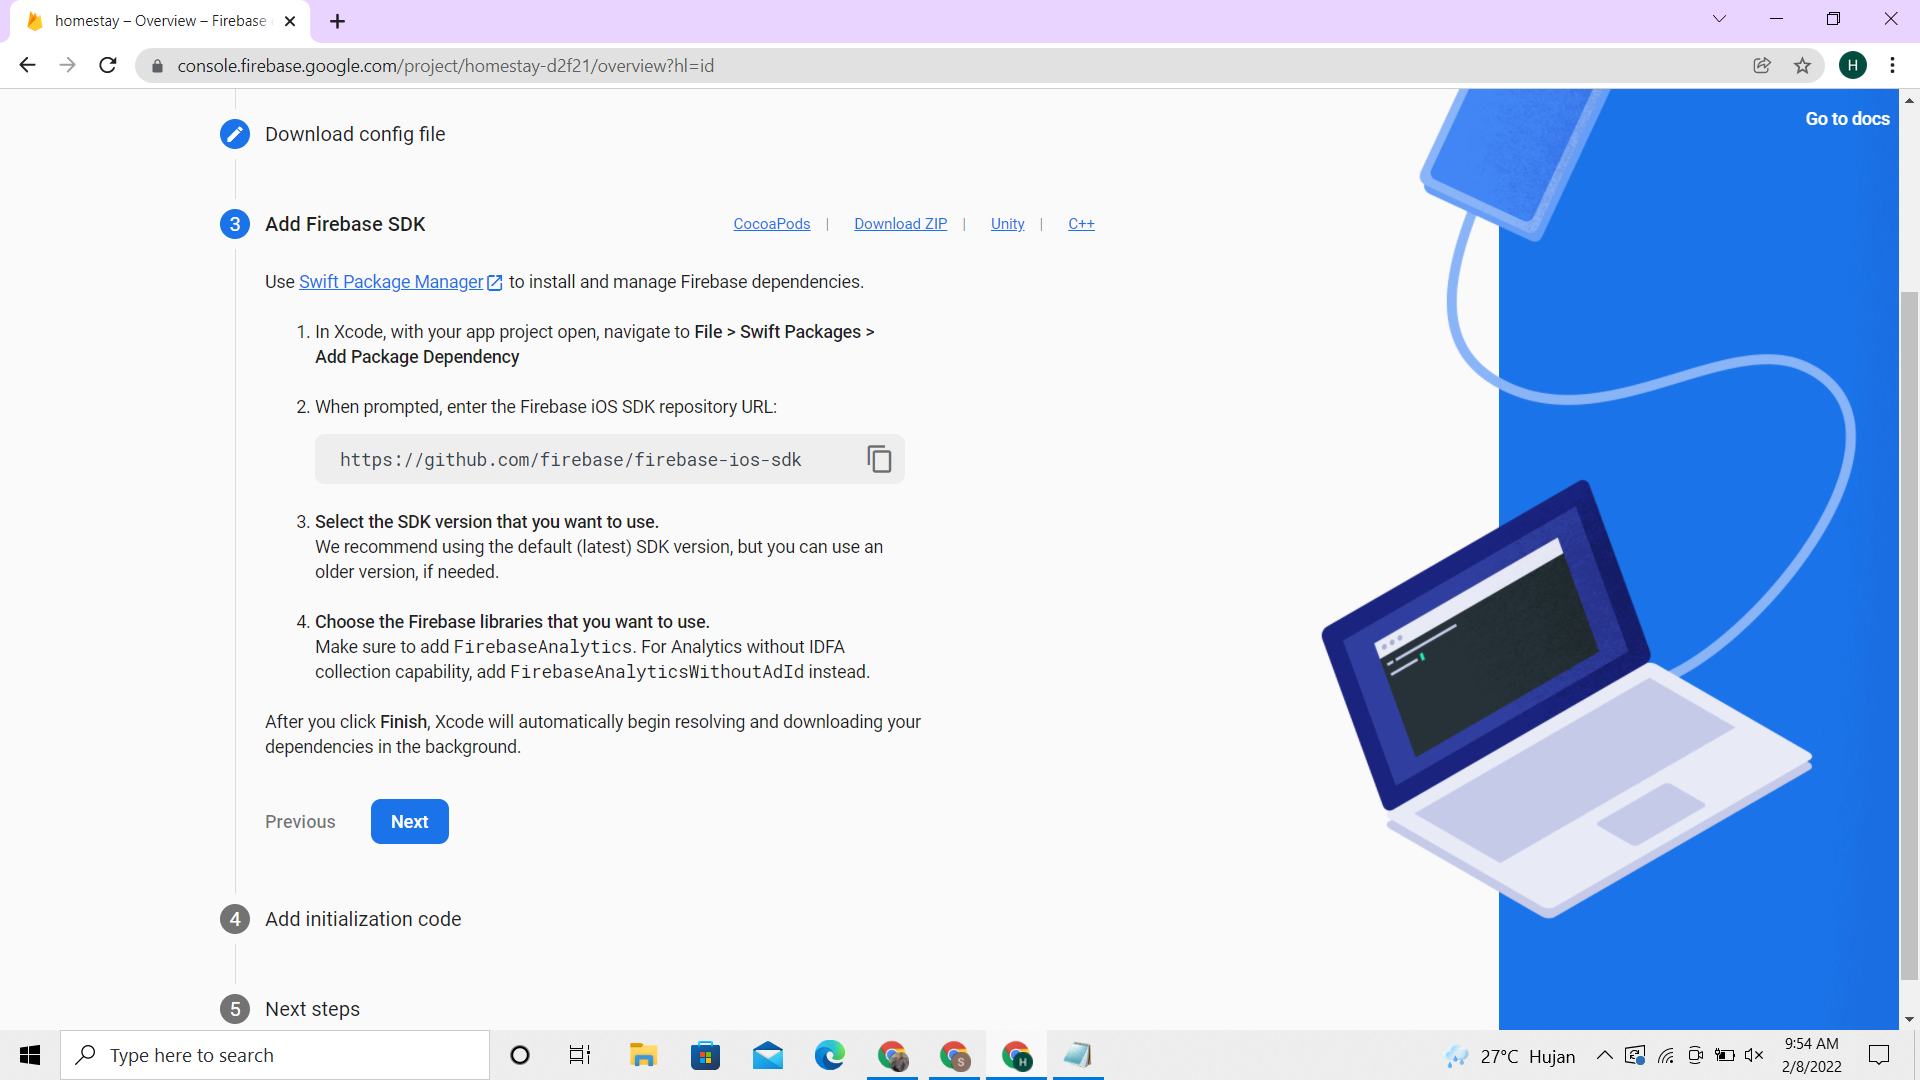 homestay – Overview – Firebase
console.firebase.google.com/project/homestay-d2f21/overview?hl=id
H
Go to docs
Download config file
3 Add Firebase SDK
CocoaPods | Download ZIP | Unity | C++
Use Swift Package Manager to install and manage Firebase dependencies.
1. In Xcode, with your app project open, navigate to File > Swift Packages >
Add Package Dependency
2. When prompted, enter the Firebase iOS SDK repository URL:
https://github.com/firebase/firebase-ios-sdk
3. Select the SDK version that you want to use.
We recommend using the default (latest) SDK version, but you can use an
older version, if needed.
4. Choose the Firebase libraries that you want to use.
Make sure to add FirebaseAnalytics. For Analytics without IDFA
collection capability, add FirebaseAnalyticsWithoutAdId instead.
After you click Finish, Xcode will automatically begin resolving and downloading your
dependencies in the background.
Previous Next
4 Add initialization code
5 Next steps
Type here to search
S
H
27°C Hujan
9:54 AM
2/8/2022